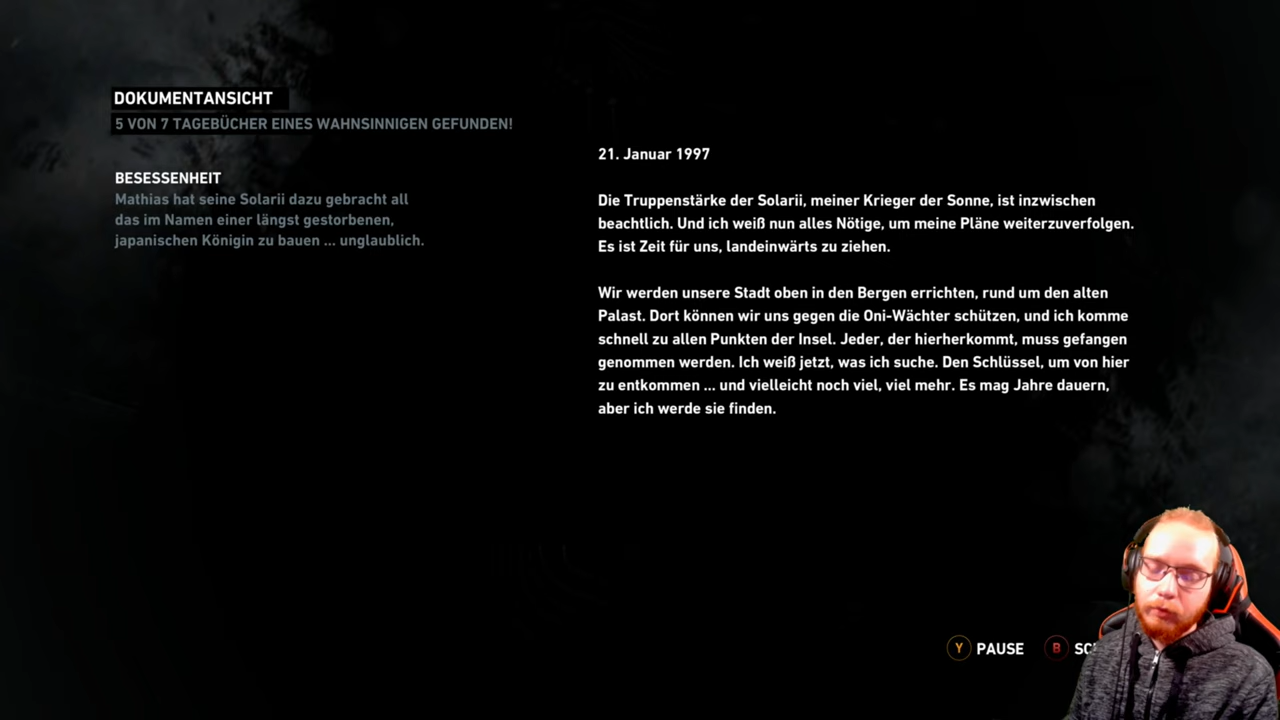 DOKUMENTANSICHT
5 VON 7 TAGEBÜCHER EINES WAHNSINNIGEN GEFUNDEN!
BESESSENHEIT
Mathias hat seine Solarii dazu gebracht all
das im Namen einer längst gestorbenen,
japanischen Königin zu bauen ... unglaublich.
21. Januar 1997
Die Truppenstärke der Solarii, meiner Krieger der Sonne, ist inzwischen
beachtlich. Und ich weiß nun alles Nötige, um meine Pläne weiterzuverfolgen.
Es ist Zeit für uns, landeinwärts zu ziehen.
Wir werden unsere Stadt oben in den Bergen errichten, rund um den alten
Palast. Dort können wir uns gegen die Oni-Wächter schützen, und ich komme
schnell zu allen Punkten der Insel. Jeder, der hierherkommt, muss gefangen
genommen werden. Ich weiß jetzt, was ich suche. Den Schlüssel, um von hier
zu entkommen ... und vielleicht noch viel, viel mehr. Es mag Jahre dauern,
aber ich werde sie finden.
Y PAUSE B